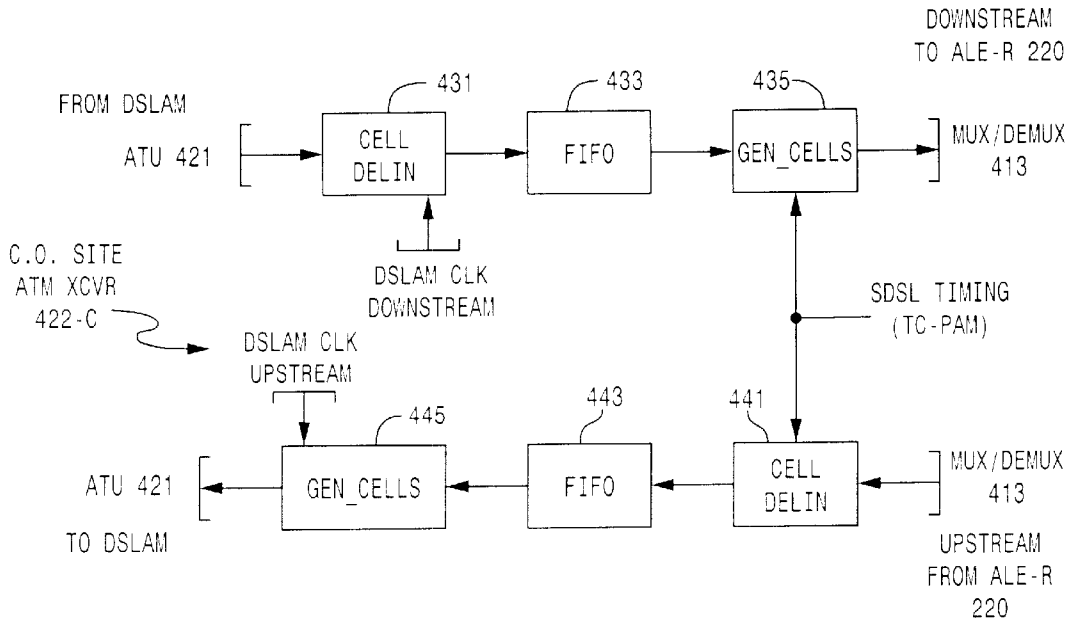 DOWNSTREAM
TO ALE-R 220
431
433
435
FROM DSLAM
ATU 421
CELL
DELIN
FIFO
GEN_CELLS
MUX/DEMUX
413
C.O. SITE
ATM XCVR
422-C
DSLAM CLK
DOWNSTREAM
SDSL TIMING
(TC-PAM)
DSLAM CLK
UPSTREAM
445
443
441
ATU 421
GEN_CELLS
FIFO
CELL
DELIN
MUX/DEMUX
413
TO DSLAM
UPSTREAM
FROM ALE-R
220